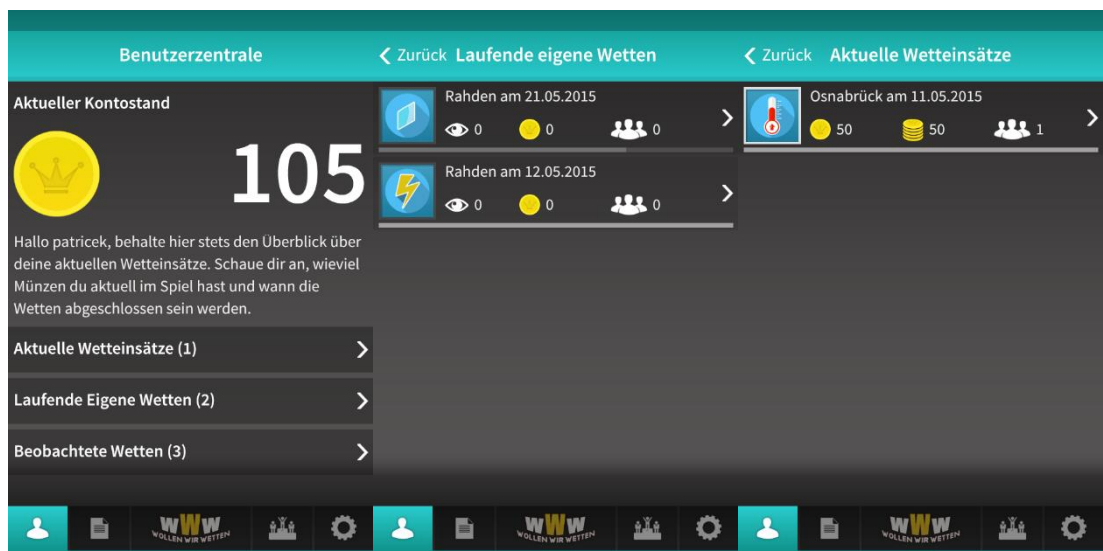 Benutzerzentrale
Aktueller Kontostand
105
Hallo patricek, behalte hier stets den Überblick über
deine aktuellen Wetteinsätze. Schaue dir an, wieviel
Münzen du aktuell im Spiel hast und wann die
Wetten abgeschlossen sein werden.
Aktuelle Wetteinsätze (1)
Laufende Eigene Wetten (2)
Beobachtete Wetten (3)
WWW
WOLLEN WIR WETTEN
Zurück Laufende eigene Wetten
Rahden am 21.05.2015
0 0 0
Rahden am 12.05.2015
0 0 0
WWW
WOLLEN WIR WETTEN
Zurück Aktuelle Wetteinsätze
Osnabrück am 11.05.2015
50 50 1
WWW
WOLLEN WIR WETTEN